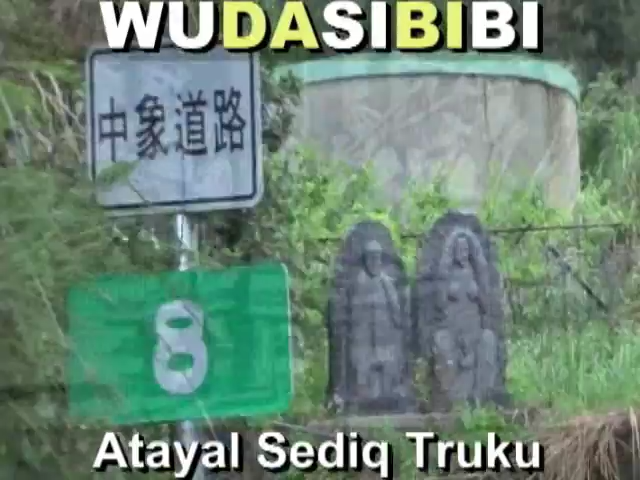 WUDASIBIBI
中象道路
8
Atayal Sediq Truku